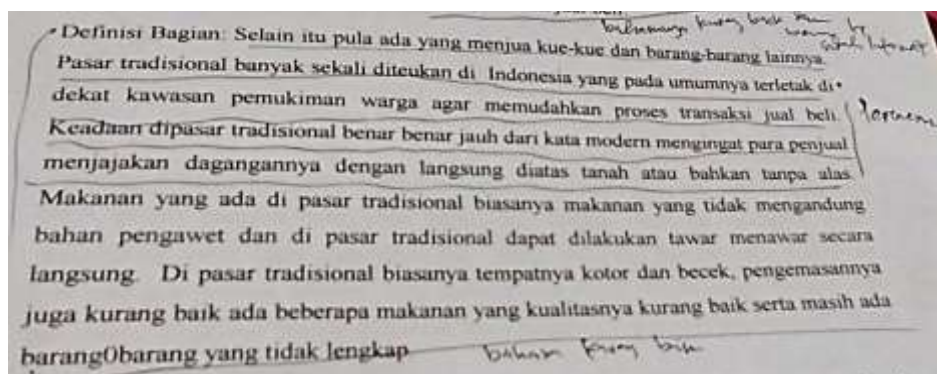 Definisi Bagian: Selain itu pula ada yang menjua kue-kue dan barang-barang lainnya.
Pasar tradisional banyak sekali diteukan di Indonesia yang pada umumnya terletak di
dekat kawasan pemukiman warga agar memudahkan proses transaksi jual beli.
Keadaan dipasar tradisional benar benar jauh dari kata modern mengingat para penjual
menjajakan dagangannya dengan langsung diatas tanah atau bahkan tanpa alas
Makanan yang ada di pasar tradisional biasanya makanan yang tidak mengandung
bahan pengawet dan di pasar tradisional dapat dilakukan tawar menawar secara
langsung. Di pasar tradisional biasanya tempatnya kotor dan becek, pengemasannya
juga kurang baik ada beberapa makanan yang kualitasnya kurang baik serta masih ada
barang0barang yang tidak lengkap